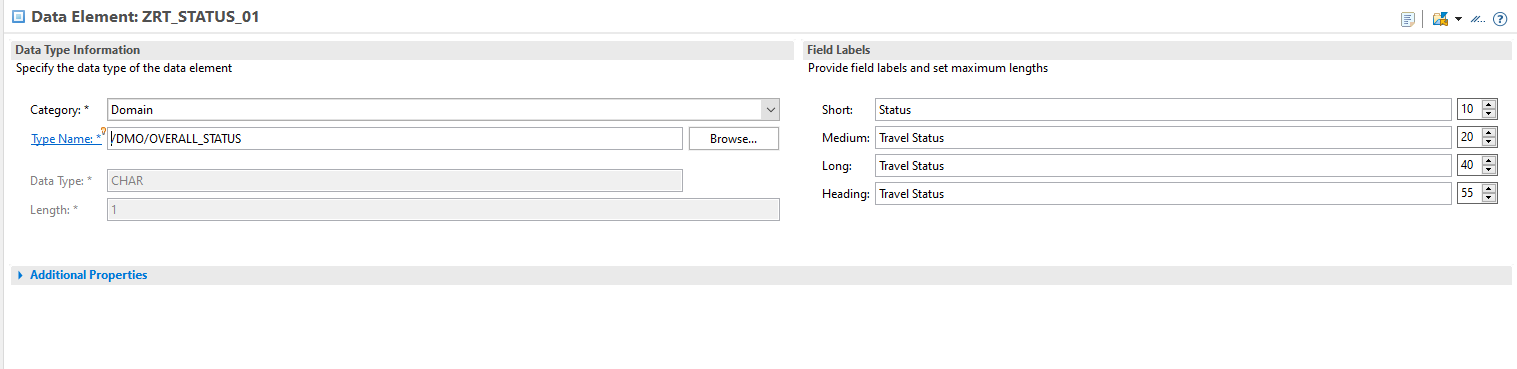 Data Element: ZRT_STATUS_01
Data Type Information
Specify the data type of the data element
Category: * Domain
Type Name: * /DMO/OVERALL_STATUS Browse...
Data Type: * CHAR
Length: * 1
Field Labels
Provide field labels and set maximum lengths
Short: Status 10
Medium: Travel Status 20
Long: Travel Status 40
Heading: Travel Status 55
Additional Properties